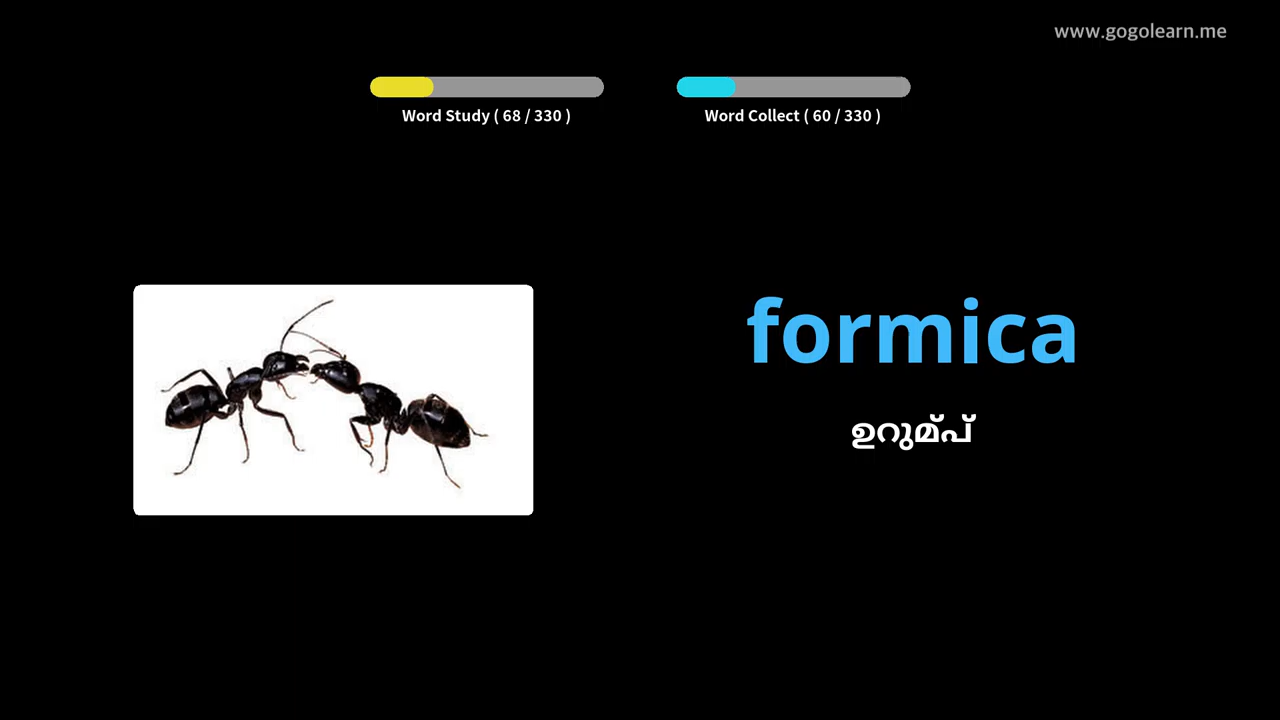 www.gogolearn.me
Word Study ( 68 / 330 )
Word Collect ( 60 / 330 )
formica
ഉറുമ്പ്